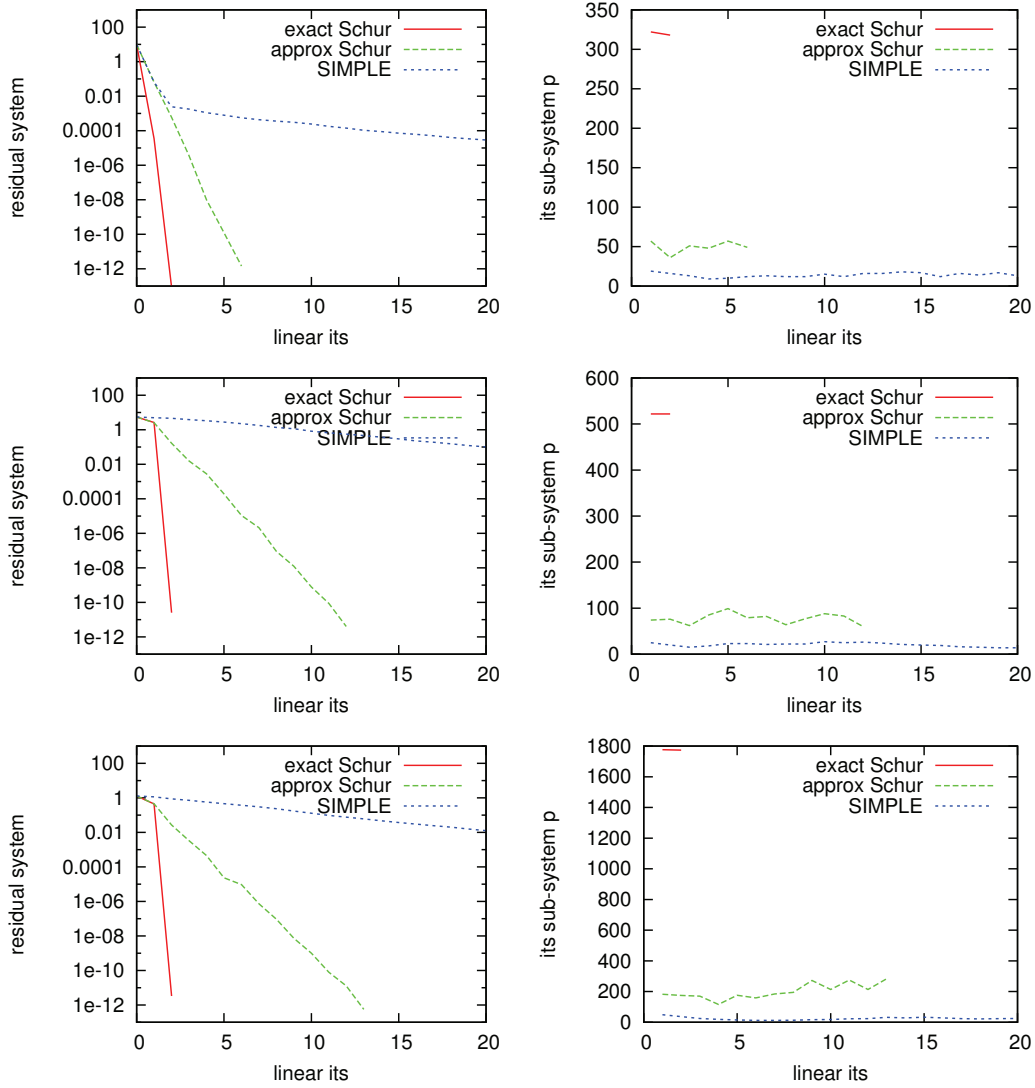 residual system
100
1
0.01
0.0001
1e-06
1e-08
1e-10
1e-12
0 5 10 15 20
linear its
exact Schur
approx Schur
SIMPLE
its sub-system p
350
300
250
200
150
100
50
0
0 5 10 15 20
linear its
exact Schur
approx Schur
SIMPLE
residual system
100
1
0.01
0.0001
1e-06
1e-08
1e-10
1e-12
0 5 10 15 20
linear its
exact Schur
approx Schur
SIMPLE
its sub-system p
600
500
400
300
200
100
0
0 5 10 15 20
linear its
exact Schur
approx Schur
SIMPLE
residual system
100
1
0.01
0.0001
1e-06
1e-08
1e-10
1e-12
0 5 10 15 20
linear its
exact Schur
approx Schur
SIMPLE
its sub-system p
1800
1600
1400
1200
1000
800
600
400
200
0
0 5 10 15 20
linear its
exact Schur
approx Schur
SIMPLE